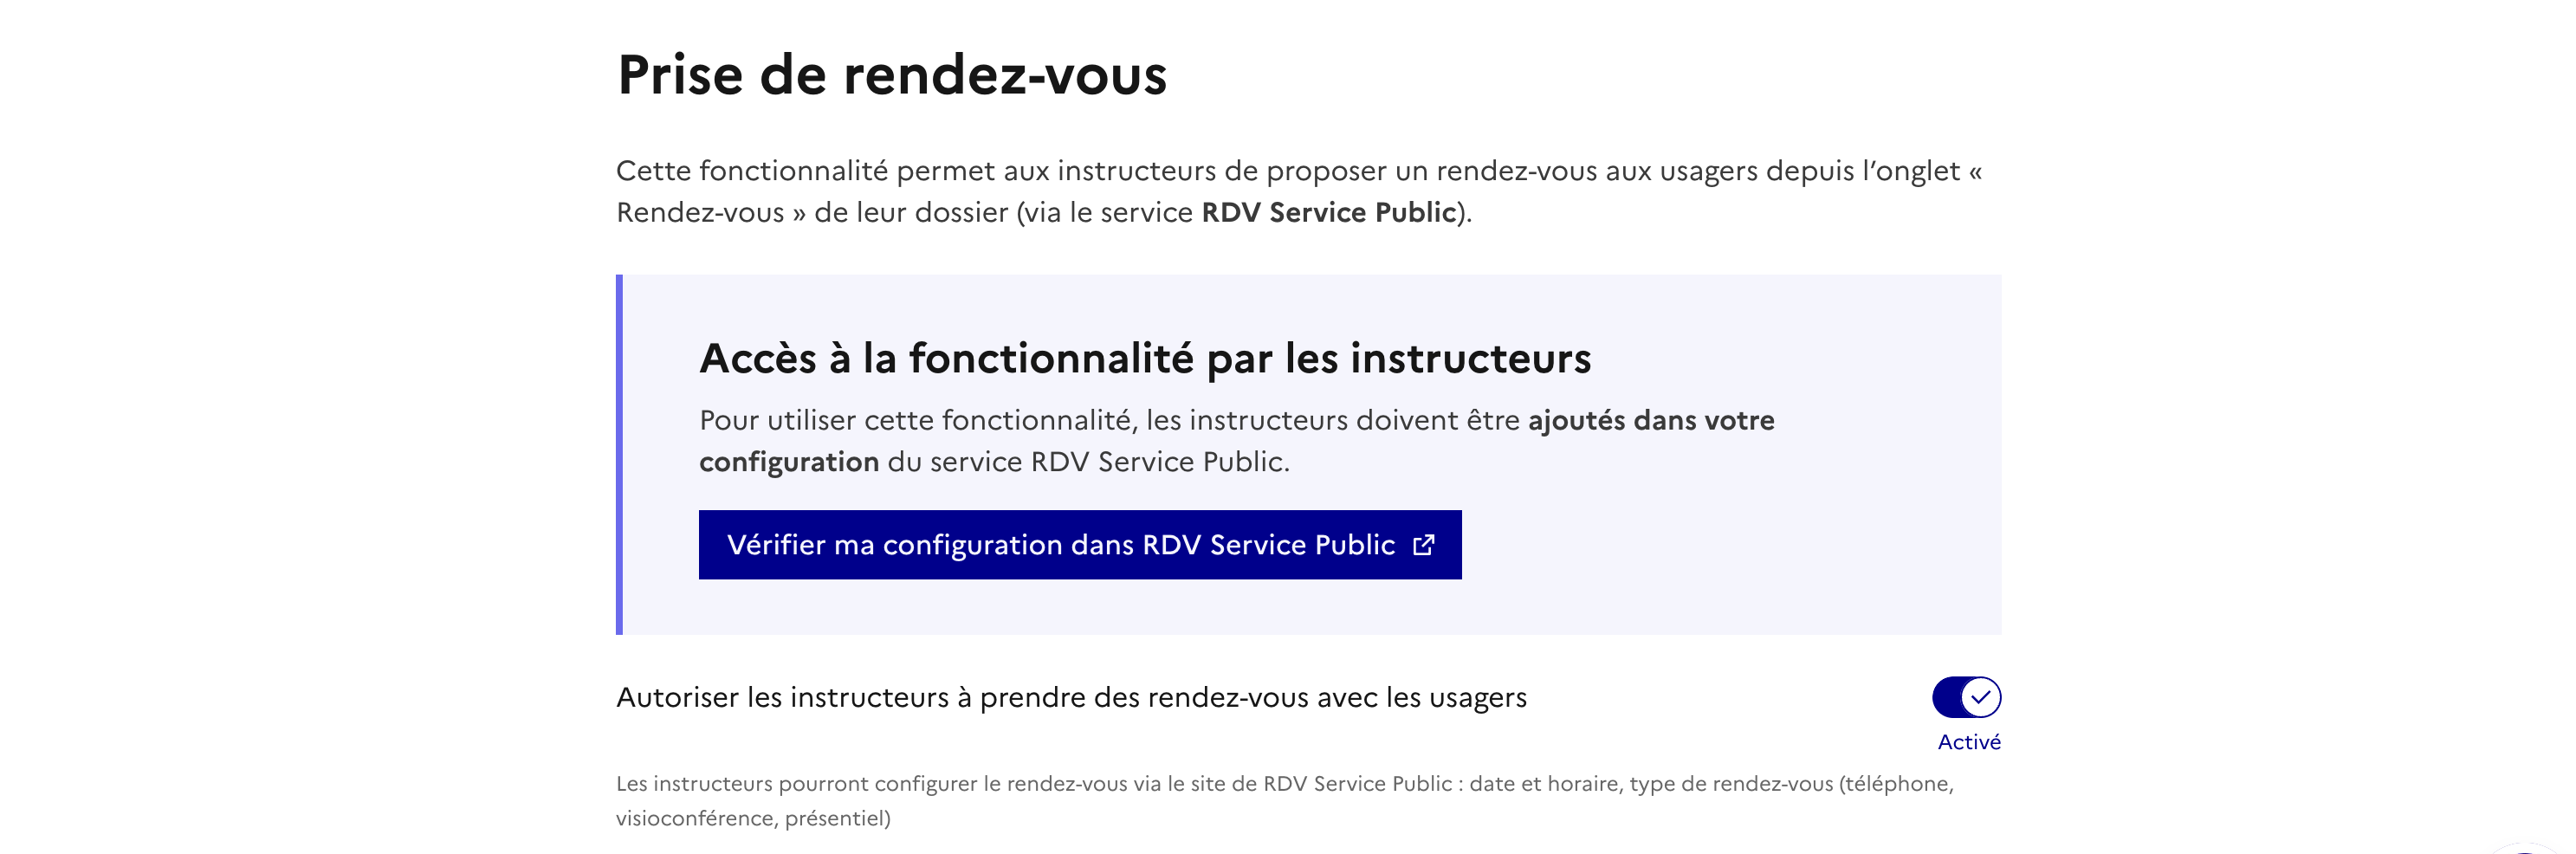 Prise de rendez-vous
Cette fonctionnalité permet aux instructeurs de proposer un rendez-vous aux usagers depuis l’onglet «
Rendez-vous » de leur dossier (via le service RDV Service Public).
Accès à la fonctionnalité par les instructeurs
Pour utiliser cette fonctionnalité, les instructeurs doivent être ajoutés dans votre
configuration du service RDV Service Public.
Vérifier ma configuration dans RDV Service Public
Autoriser les instructeurs à prendre des rendez-vous avec les usagers
Activé
Les instructeurs pourront configurer le rendez-vous via le site de RDV Service Public : date et horaire, type de rendez-vous (téléphone,
visioconférence, présentiel)